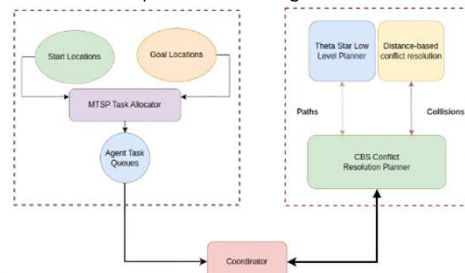 Start Locations
Goal Locations
MTSP Task Allocator
Agent Task
Queues
Theta Star Low
Level Planner
Distance-based
conflict resolution
Paths
Collisions
CBS Conflict
Resolution Planner
Coordinator